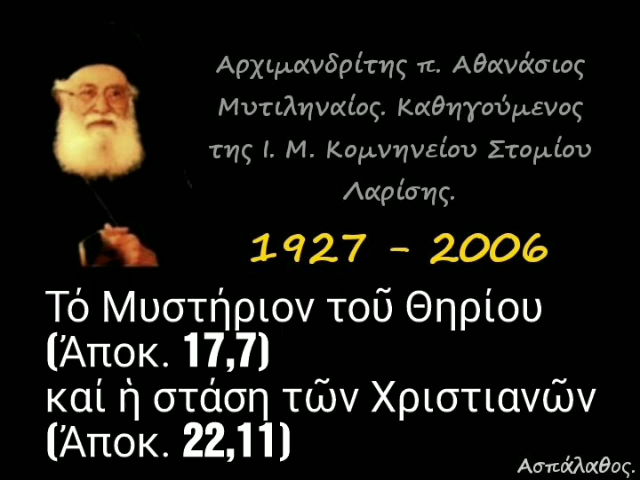 Αρχιμανδρίτης π. Αθανάσιος
Μυτιληναίος. Καθηγούμενος
της Ι. Μ. Κομνηνείου Στομίου
Λαρίσης.
1927 - 2006
Τό Μυστήριον τοῦ Θηρίου
(Ἀποκ. 17,7)
καί ἡ στάση τῶν Χριστιανῶν
(Ἀποκ. 22,11)
Ασπάλαθος.